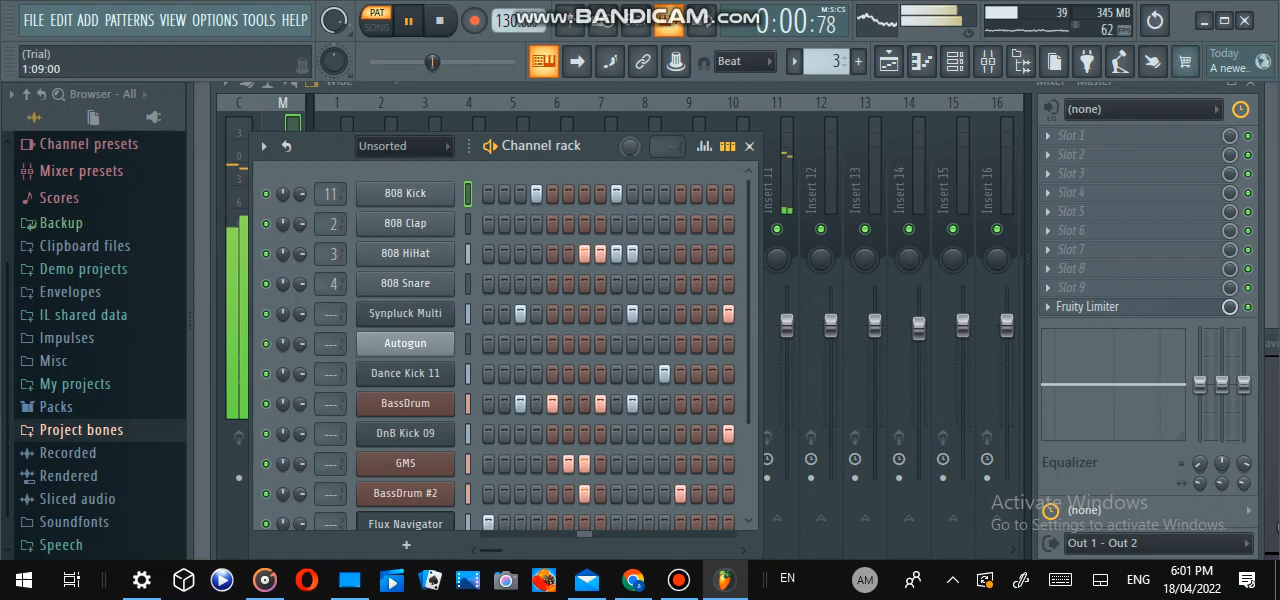 FILE EDIT ADD PATTERNS VIEW OPTIONS TOOLS HELP
PAT
SONG
130.000
www.BANDICAM.com
M:S:CS
0:00:78
39
345 MB
62
(Trial)
1:09:00
Beat
3
Today
A newe..
Browser - All
Channel presets
Mixer presets
Scores
Backup
Clipboard files
Demo projects
Envelopes
IL shared data
Impulses
Misc
My projects
Packs
Project bones
Recorded
Rendered
Sliced audio
Soundfonts
Speech
Wide
C M 1 2 3 4 5 6 7 8 9 10 11 12 13 14 15 16
3
0
3
6
Unsorted
Channel rack
11 808 Kick
2 808 Clap
3 808 HiHat
4 808 Snare
--- Synpluck Multi
--- Autogun
--- Dance Kick 11
--- BassDrum
--- DnB Kick 09
--- GMS
--- BassDrum #2
Flux Navigator
+
Insert 11
Insert 12
Insert 13
Insert 14
Insert 15
Insert 16
Mixer - Master
(none)
Slot 1
Slot 2
Slot 3
Slot 4
Slot 5
Slot 6
Slot 7
Slot 8
Slot 9
Fruity Limiter
Equalizer
(none)
Out 1 - Out 2
Activate Windows
Go to Settings to activate Windows.
EN
AM
ENG
6:01 PM
18/04/2022